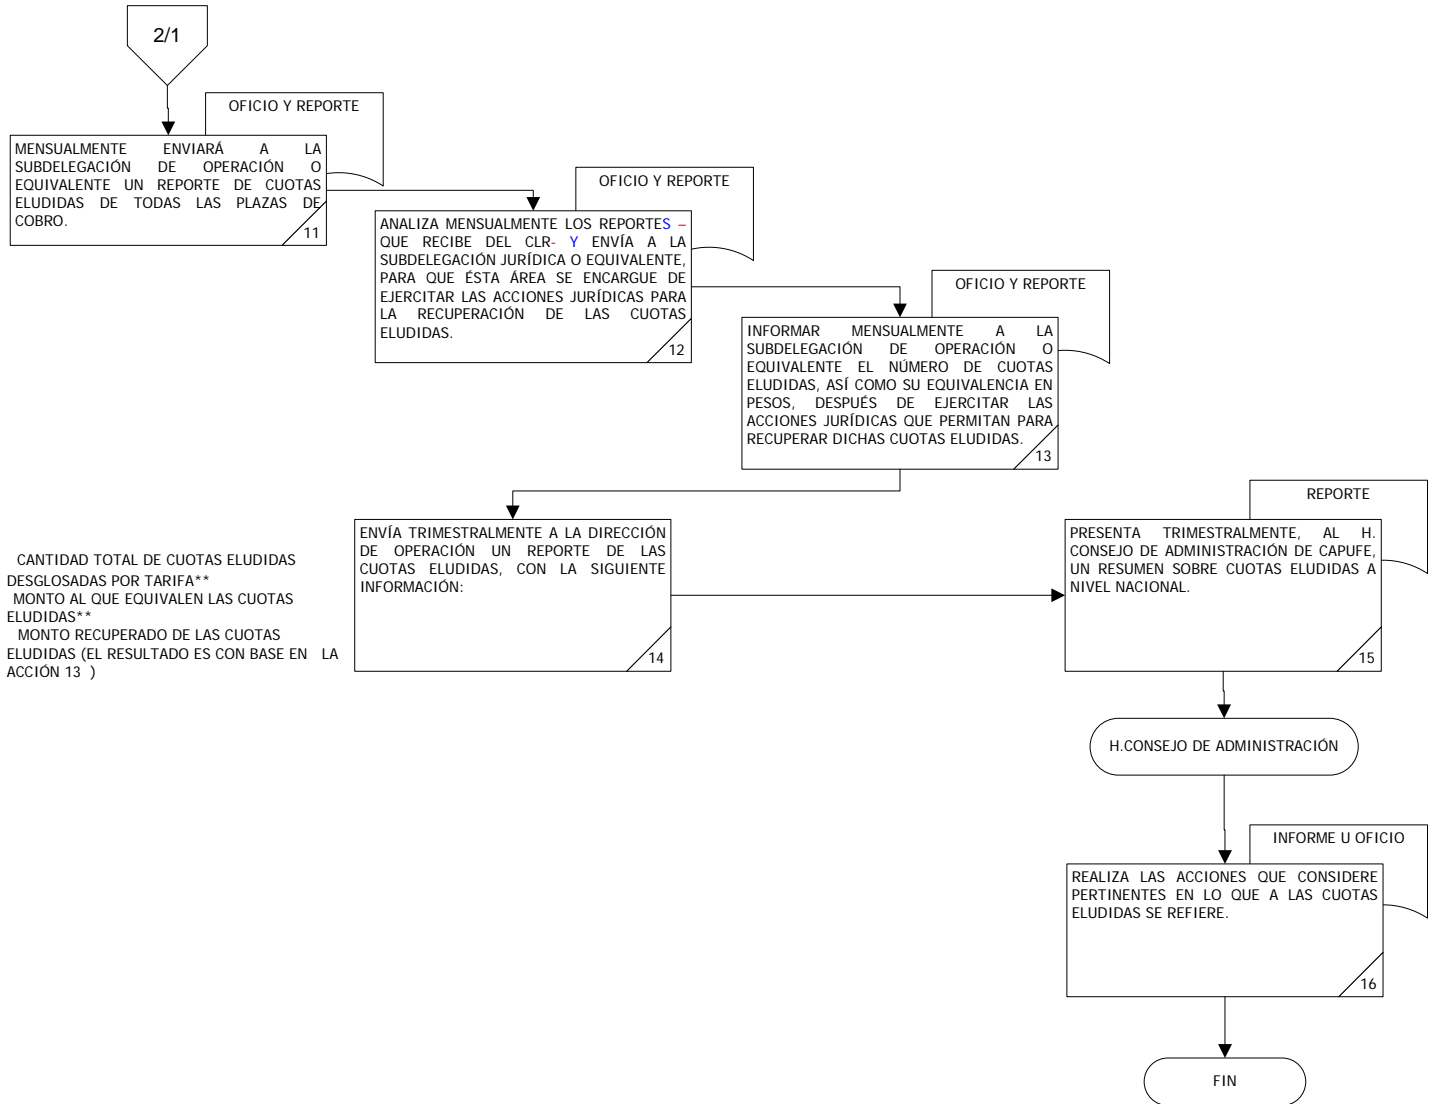 2/1
OFICIO Y REPORTE
MENSUALMENTE ENVIARÁ A LA
SUBDELEGACIÓN DE OPERACIÓN O
EQUIVALENTE UN REPORTE DE CUOTAS
ELUDIDAS DE TODAS LAS PLAZAS DE
COBRO.
11
OFICIO Y REPORTE
ANALIZA MENSUALMENTE LOS REPORTES –
QUE RECIBE DEL CLR- Y ENVÍA A LA
SUBDELEGACIÓN JURÍDICA O EQUIVALENTE,
PARA QUE ÉSTA ÁREA SE ENCARGUE DE
EJERCITAR LAS ACCIONES JURÍDICAS PARA
LA RECUPERACIÓN DE LAS CUOTAS
ELUDIDAS.
12
OFICIO Y REPORTE
INFORMAR MENSUALMENTE A LA
SUBDELEGACIÓN DE OPERACIÓN O
EQUIVALENTE EL NÚMERO DE CUOTAS
ELUDIDAS, ASÍ COMO SU EQUIVALENCIA EN
PESOS, DESPUÉS DE EJERCITAR LAS
ACCIONES JURÍDICAS QUE PERMITAN PARA
RECUPERAR DICHAS CUOTAS ELUDIDAS.
13
CANTIDAD TOTAL DE CUOTAS ELUDIDAS
DESGLOSADAS POR TARIFA**
MONTO AL QUE EQUIVALEN LAS CUOTAS
ELUDIDAS**
MONTO RECUPERADO DE LAS CUOTAS
ELUDIDAS (EL RESULTADO ES CON BASE EN LA
ACCIÓN 13 )
ENVÍA TRIMESTRALMENTE A LA DIRECCIÓN
DE OPERACIÓN UN REPORTE DE LAS
CUOTAS ELUDIDAS, CON LA SIGUIENTE
INFORMACIÓN:
14
REPORTE
PRESENTA TRIMESTRALMENTE, AL H.
CONSEJO DE ADMINISTRACIÓN DE CAPUFE,
UN RESUMEN SOBRE CUOTAS ELUDIDAS A
NIVEL NACIONAL.
15
H.CONSEJO DE ADMINISTRACIÓN
INFORME U OFICIO
REALIZA LAS ACCIONES QUE CONSIDERE
PERTINENTES EN LO QUE A LAS CUOTAS
ELUDIDAS SE REFIERE.
16
FIN